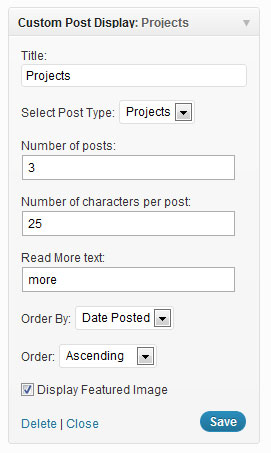 Custom Post Display: Projects
Title:
Projects
Select Post Type: Projects
Number of posts:
3
Number of characters per post:
25
Read More text:
more
Order By: Date Posted
Order: Ascending
Display Featured Image
Delete | Close Save